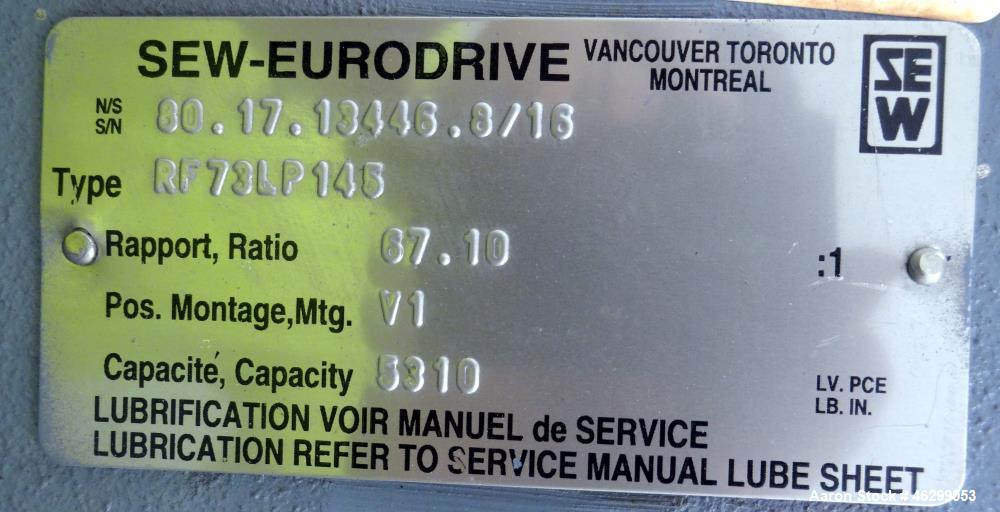 SEW-EURODRIVE VANCOUVER TORONTO
MONTREAL
SEW
N/S
S/N 80.17.13446.8/16
Type RF73LP145
Rapport, Ratio 67.10 :1
Pos. Montage,Mtg. V1
Capacité, Capacity 5310 LV. PCE
LB. IN.
LUBRIFICATION VOIR MANUEL de SERVICE
LUBRICATION REFER TO SERVICE MANUAL LUBE SHEET
Aaron Stock # 46299053